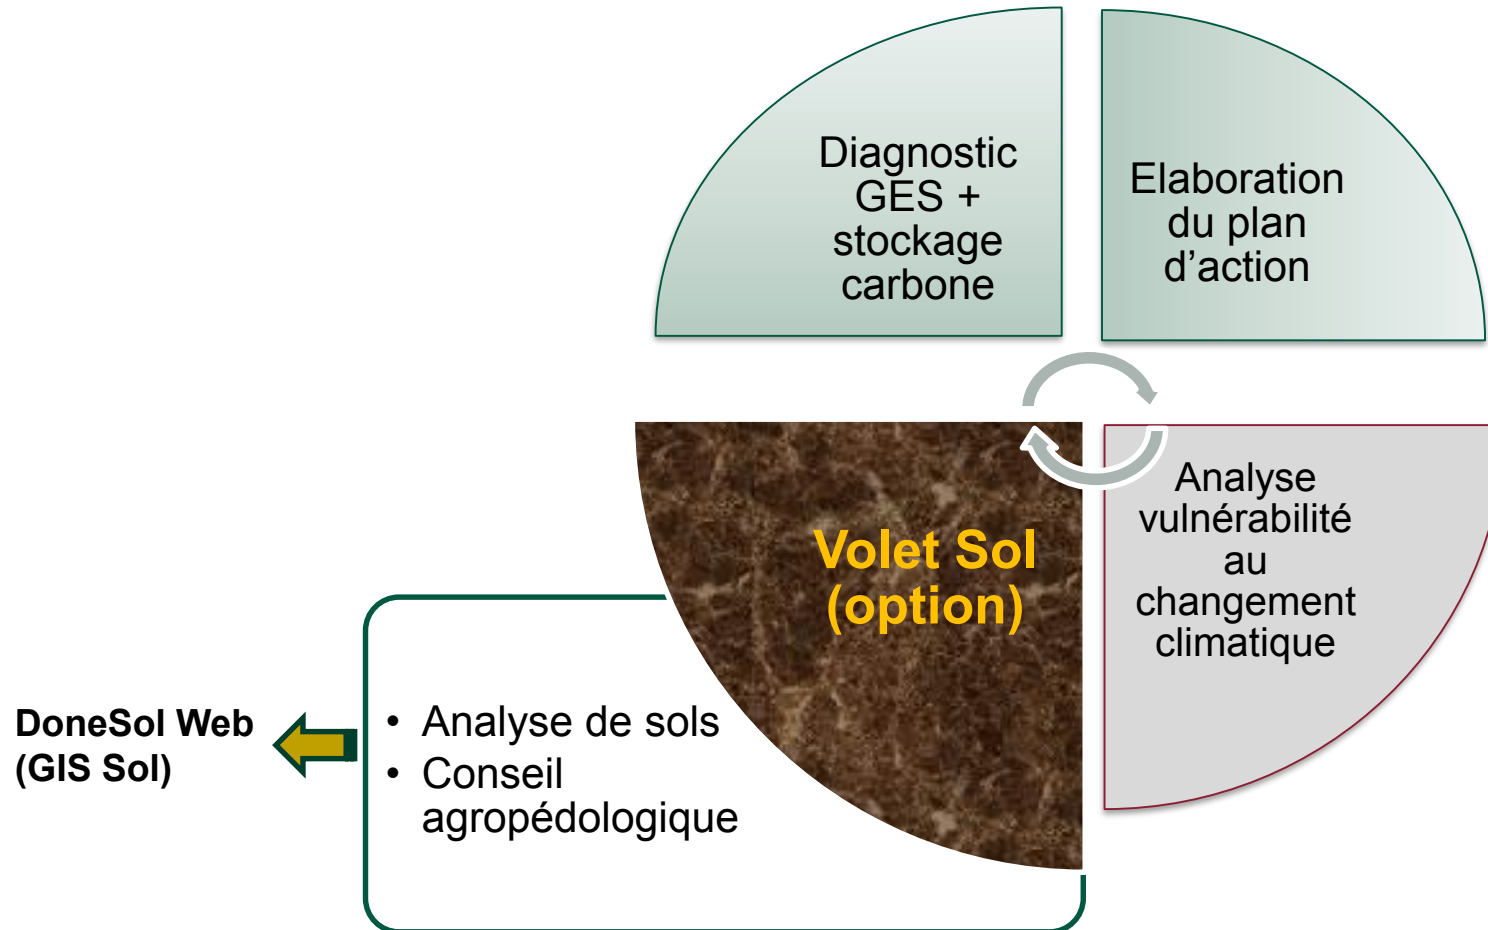 Diagnostic
GES +
stockage
carbone
Elaboration
du plan
d’action
Volet Sol
(option)
Analyse
vulnérabilité
au
changement
climatique
• Analyse de sols
• Conseil
agropédologique
DoneSol Web
(GIS Sol)